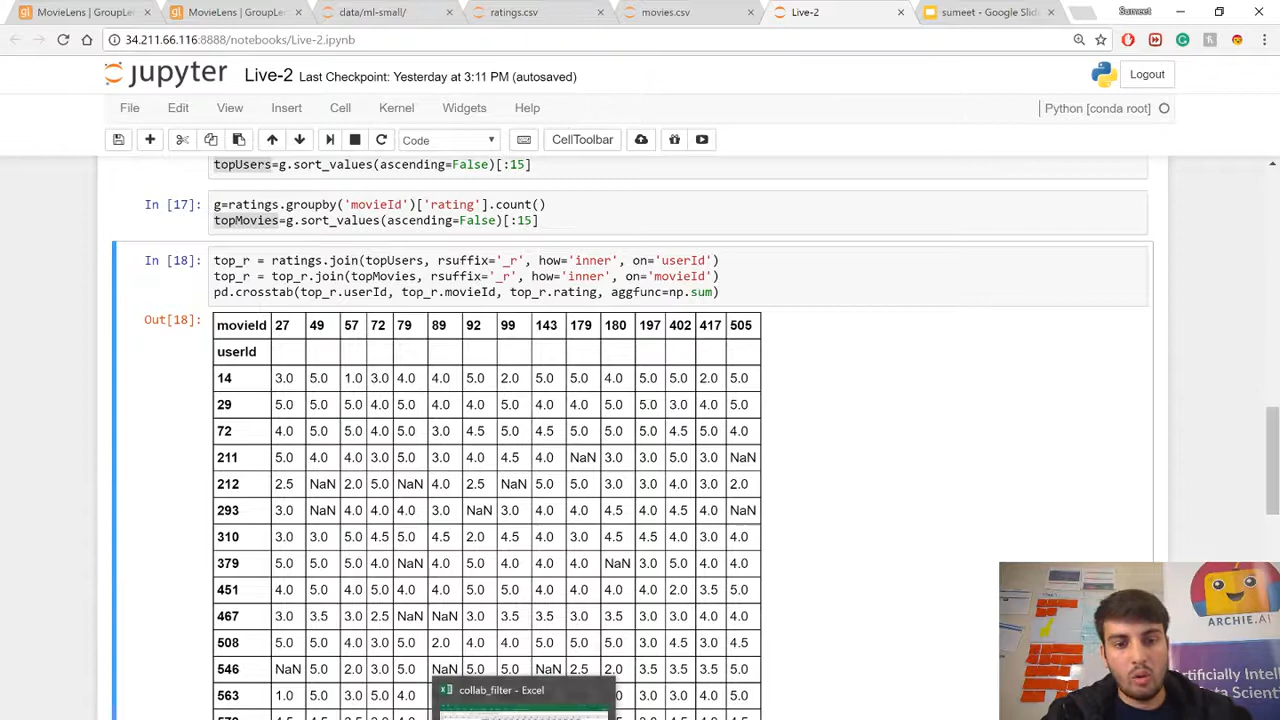 MovieLens | GroupLe
MovieLens | GroupLe
data/ml-small/
ratings.csv
movies.csv
Live-2
sumeet - Google Slid
Sumeet
34.211.66.116:8888/notebooks/Live-2.ipynb
jupyter Live-2 Last Checkpoint: Yesterday at 3:11 PM (autosaved)
Logout
File Edit View Insert Cell Kernel Widgets Help
Python [conda root]
Code CellToolbar
topUsers=g.sort_values(ascending=False)[:15]
In [17]: g=ratings.groupby('movieId')['rating'].count()
topMovies=g.sort_values(ascending=False)[:15]
In [18]: top_r = ratings.join(topUsers, rsuffix='_r', how='inner', on='userId')
top_r = top_r.join(topMovies, rsuffix='_r', how='inner', on='movieId')
pd.crosstab(top_r.userId, top_r.movieId, top_r.rating, aggfunc=np.sum)
Out[18]: movieId 27 49 57 72 79 89 92 99 143 179 180 197 402 417 505
userId
14 3.0 5.0 1.0 3.0 4.0 4.0 5.0 2.0 5.0 5.0 4.0 5.0 5.0 2.0 5.0
29 5.0 5.0 5.0 4.0 5.0 4.0 4.0 5.0 4.0 4.0 5.0 5.0 3.0 4.0 5.0
72 4.0 5.0 5.0 4.0 5.0 3.0 4.5 5.0 4.5 5.0 5.0 5.0 4.5 5.0 4.0
211 5.0 4.0 4.0 3.0 5.0 3.0 4.0 4.5 4.0 NaN 3.0 3.0 5.0 3.0 NaN
212 2.5 NaN 2.0 5.0 NaN 4.0 2.5 NaN 5.0 5.0 3.0 3.0 4.0 3.0 2.0
293 3.0 NaN 4.0 4.0 4.0 3.0 NaN 3.0 4.0 4.0 4.5 4.0 4.5 4.0 NaN
310 3.0 3.0 5.0 4.5 5.0 4.5 2.0 4.5 4.0 3.0 4.5 4.5 4.0 3.0 4.0
379 5.0 5.0 5.0 4.0 NaN 4.0 5.0 4.0 4.0 4.0 NaN 3.0 5.0 4.0 4.0
451 4.0 5.0 4.0 5.0 4.0 4.0 5.0 5.0 4.0 4.0 4.0 4.0 2.0 3.5 5.0
467 3.0 3.5 3.0 2.5 NaN NaN 3.0 3.5 3.5 3.0 3.5 3.0 3.0 4.0 4.0
508 5.0 5.0 4.0 3.0 5.0 2.0 4.0 4.0 5.0 5.0 5.0 3.0 4.5 3.0 4.5
546 NaN 5.0 2.0 3.0 5.0 NaN 5.0 5.0 NaN 2.5 2.0 3.5 3.5 3.5 5.0
563 1.0 5.0 3.0 5.0 4.0 .0 3.0 3.0 4.0 5.0
collab_filter - Excel
ARCHIE.AI